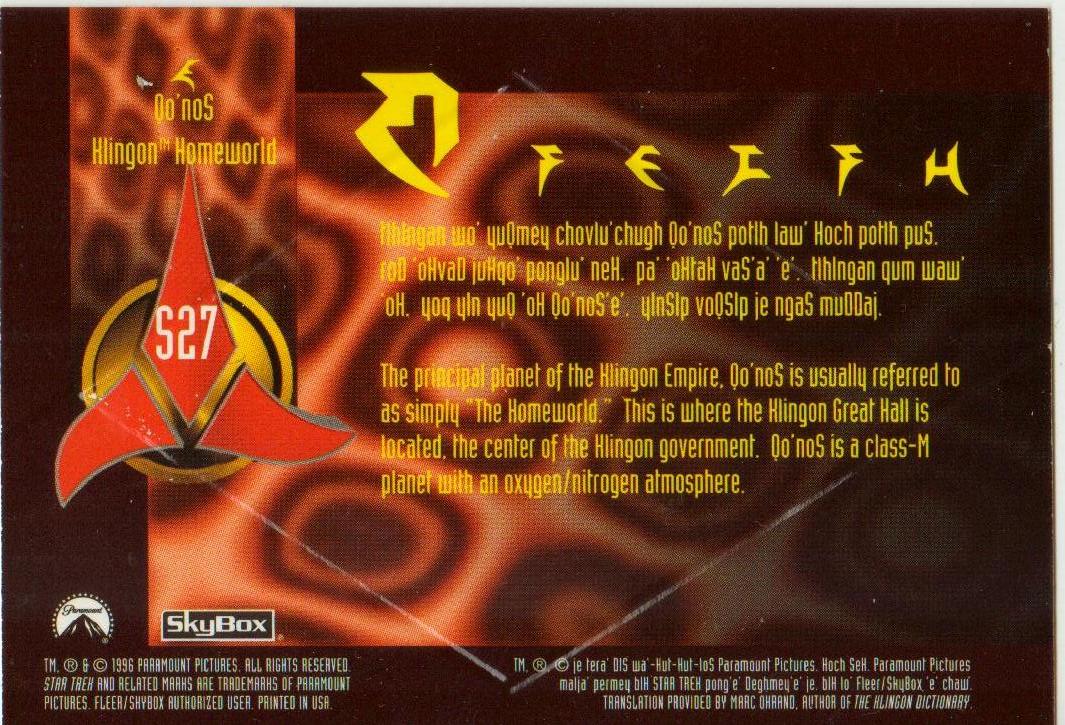 Qo'noS
Klingon™ Homeworld
S27
tlhIngan wo' yuQmey chovlu'chugh Qo'noS potlh law' Hoch potlh puS.
roD 'oHvaD juHqo' ponglu' neH. pa' 'oHtaH vaS'a' 'e'. tlhIngan qum waw'
'oH. yoq yIn yuQ 'oH Qo'noS'e'. yInSIp voQSIp je ngaS muDDaj.
The principal planet of the Klingon Empire, Qo'noS is usually referred to
as simply "The Homeworld." This is where the Klingon Great Hall is
located, the center of the Klingon government. Qo'noS is a class-M
planet with an oxygen/nitrogen atmosphere.
Paramount
SkyBox®
TM, ® & © 1996 PARAMOUNT PICTURES. ALL RIGHTS RESERVED.
STAR TREK AND RELATED MARKS ARE TRADEMARKS OF PARAMOUNT
PICTURES. FLEER/SKYBOX AUTHORIZED USER. PRINTED IN USA.
TM, ®, © je tera' DIS wa'-Hut-Hut-loS Paramount Pictures. Hoch SeH. Paramount Pictures
malja' permey bIH STAR TREK pong'e' Deghmey'e' je. bIH lo' Fleer/SkyBox 'e' chaw'.
TRANSLATION PROVIDED BY MARC OKRAND, AUTHOR OF THE KLINGON DICTIONARY.